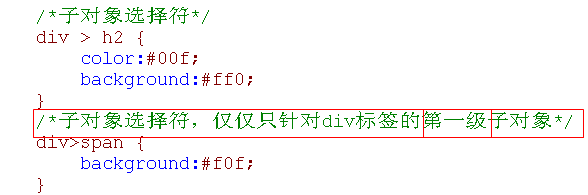 /*子对象选择符*/
div > h2 {
color:#00f;
background:#ff0;
}
/*子对象选择符，仅仅只针对div标签的第一级子对象*/
div>span {
background:#f0f;
}